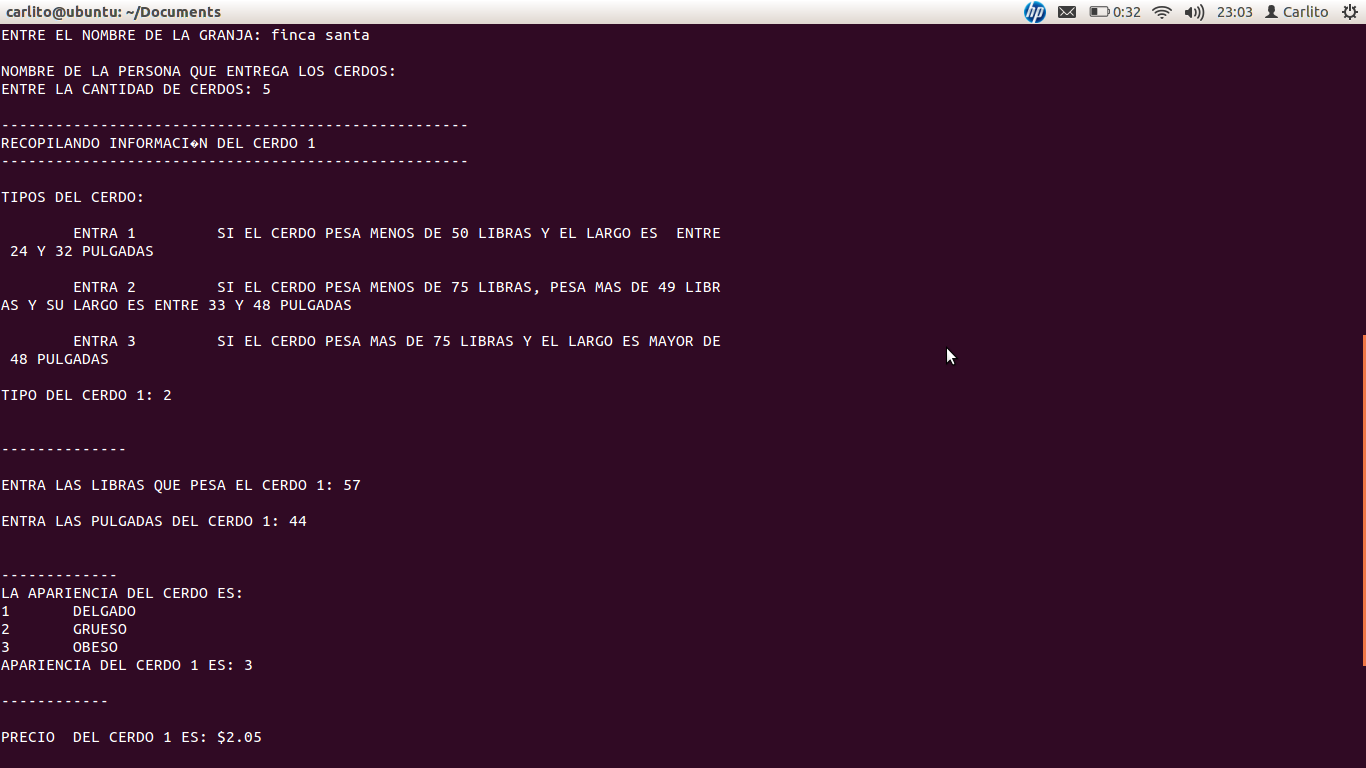 carlito@ubuntu: ~/Documents
hp 0:32 23:03 Carlito
ENTRE EL NOMBRE DE LA GRANJA: finca santa
NOMBRE DE LA PERSONA QUE ENTREGA LOS CERDOS:
ENTRE LA CANTIDAD DE CERDOS: 5
----------------------------------------------------
RECOPILANDO INFORMACI�N DEL CERDO 1
----------------------------------------------------
TIPOS DEL CERDO:
ENTRA 1 SI EL CERDO PESA MENOS DE 50 LIBRAS Y EL LARGO ES  ENTRE
24 Y 32 PULGADAS
ENTRA 2 SI EL CERDO PESA MENOS DE 75 LIBRAS, PESA MAS DE 49 LIBR
AS Y SU LARGO ES ENTRE 33 Y 48 PULGADAS
ENTRA 3 SI EL CERDO PESA MAS DE 75 LIBRAS Y EL LARGO ES MAYOR DE
48 PULGADAS
TIPO DEL CERDO 1: 2
--------------
ENTRA LAS LIBRAS QUE PESA EL CERDO 1: 57
ENTRA LAS PULGADAS DEL CERDO 1: 44
-------------
LA APARIENCIA DEL CERDO ES:
1 DELGADO
2 GRUESO
3 OBESO
APARIENCIA DEL CERDO 1 ES: 3
------------
PRECIO  DEL CERDO 1 ES: $2.05